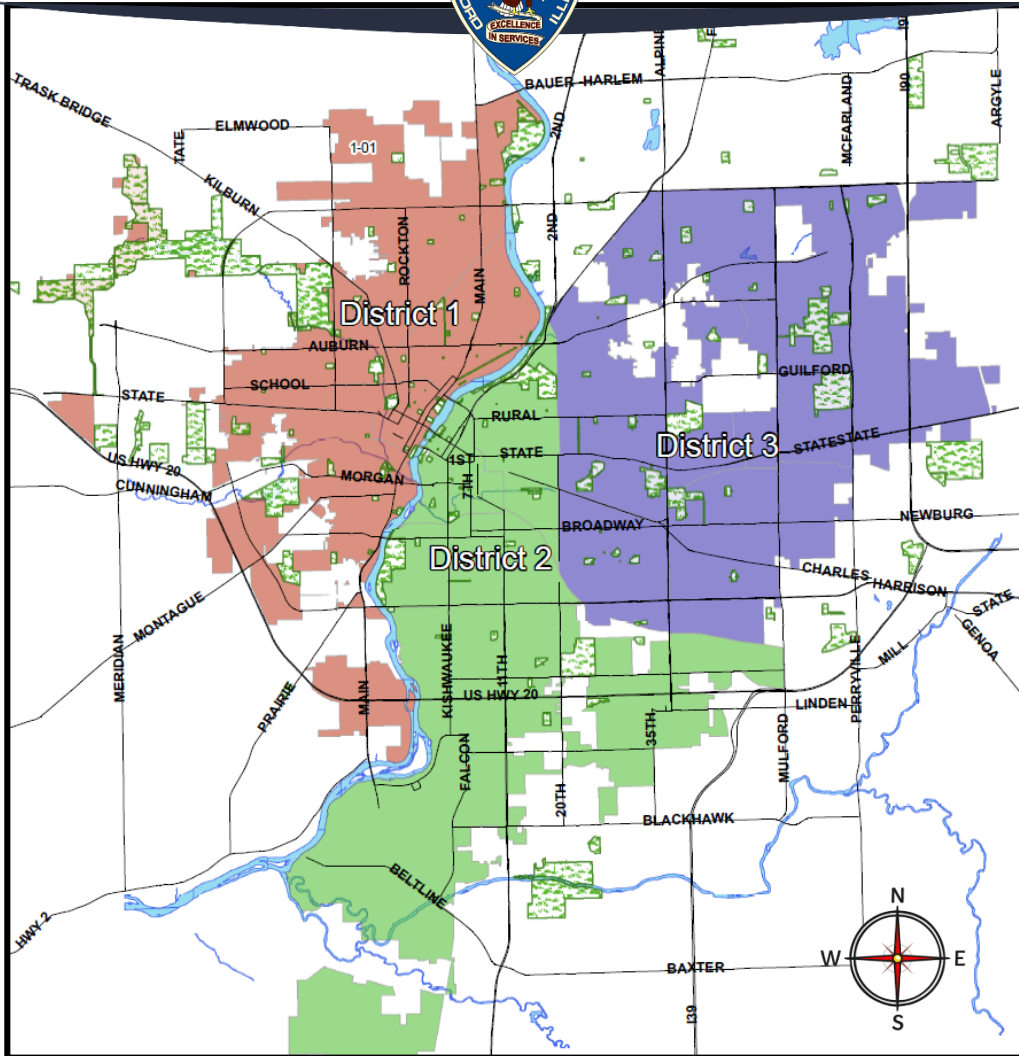 EXCELLENCE
IN SERVICES
ILLI
ALPINE
I90
BAUER-HARLEM
TRASK BRIDGE
ELMWOOD
TATE
1-01
2ND
MCFARLAND
I90
ARGYLE
KILBURN
ROCKTON
MAIN
2ND
District 1
AUBURN
SCHOOL
STATE
GUILFORD
RURAL
District 3
STATESTATE
1ST
STATE
US HWY 20
MORGAN
CUNNINGHAM
7TH
BROADWAY
NEWBURG
District 2
CHARLES
HARRISON
STATE
MONTAGUE
GENOA
MILL
MERIDIAN
KISHWAUKEE
11TH
PERRYVILLE
PRAIRIE
MAIN
US HWY 20
LINDEN
35TH
MULFORD
FALCON
20TH
BLACKHAWK
BELTLINE
N
HWY 2
W
E
BAXTER
S
I39